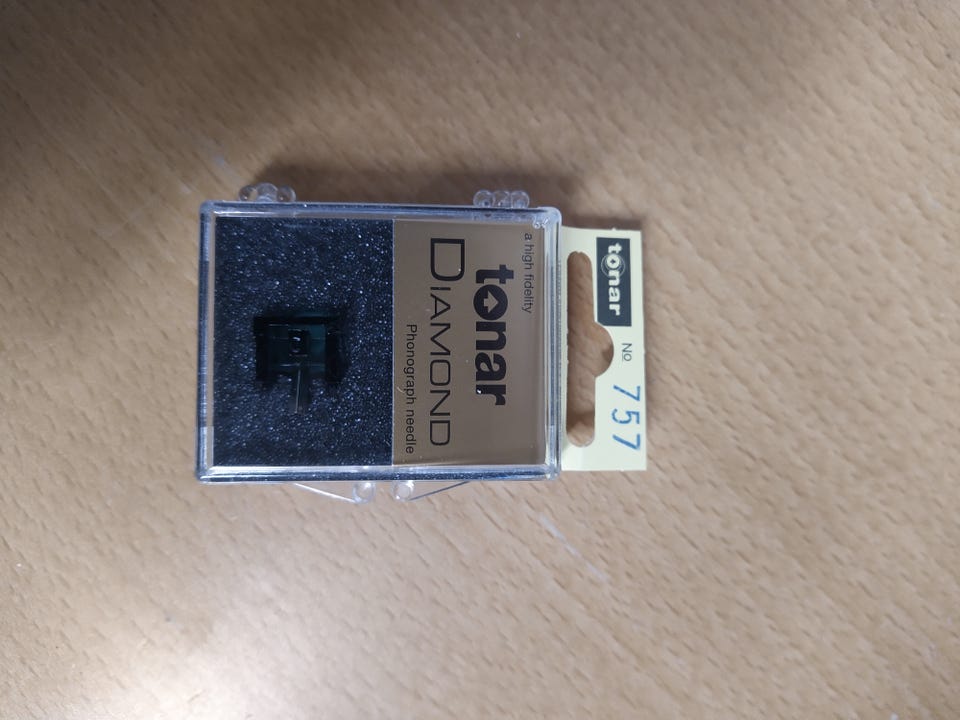 tonar
No 757
a high fidelity
tonar
DIAMOND
Phonograph needle